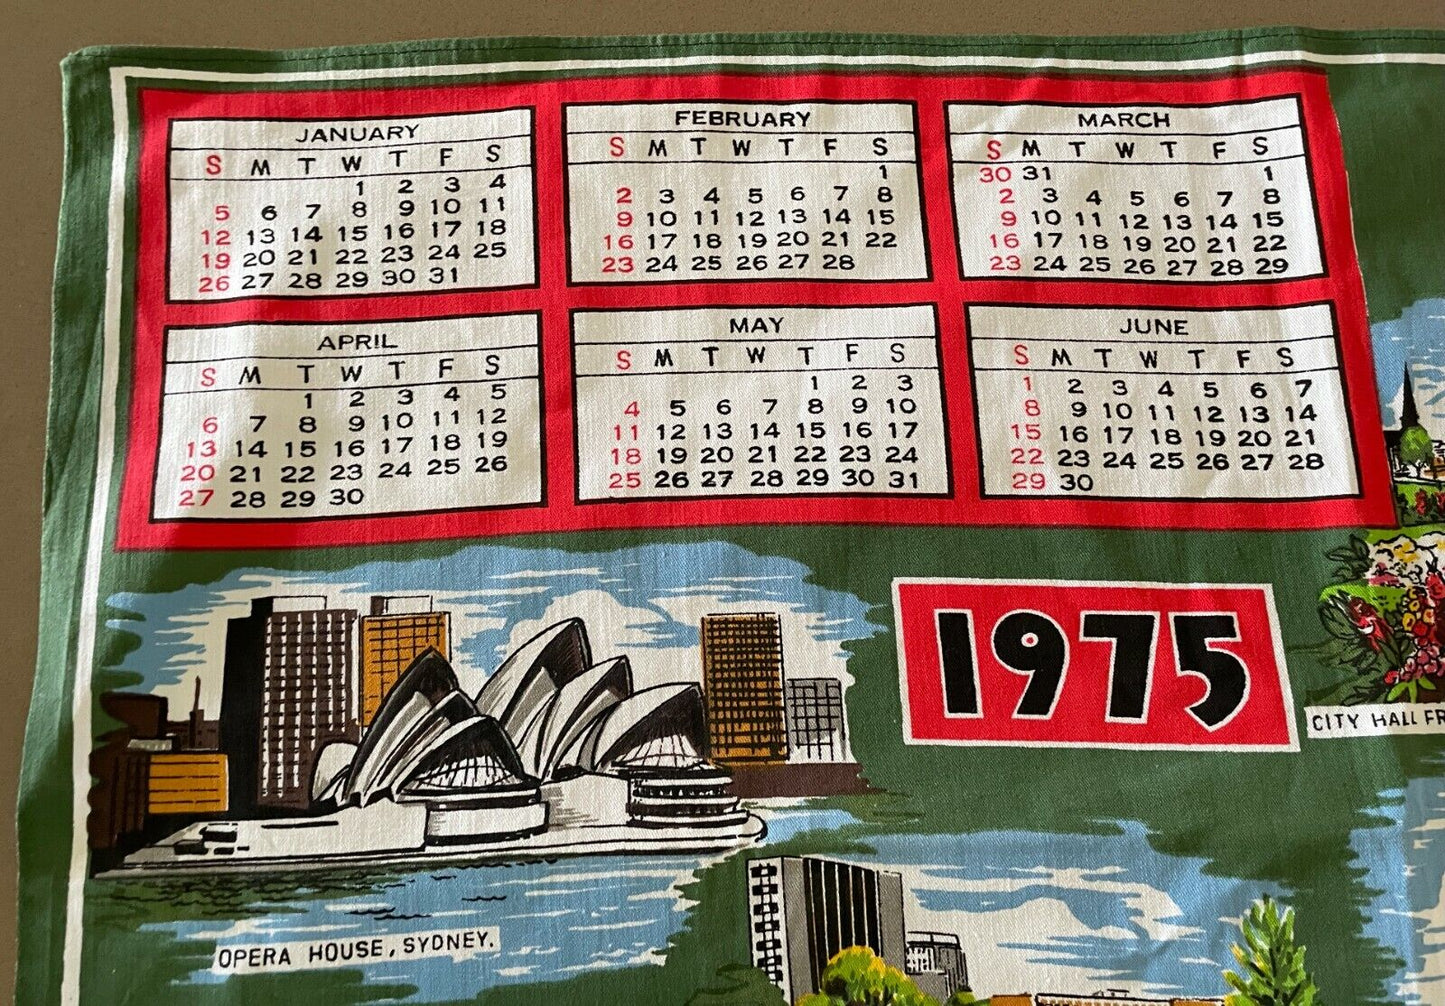 JANUARY
S M T W T F S
1 2 3 4
5 6 7 8 9 10 11
12 13 14 15 16 17 18
19 20 21 22 23 24 25
26 27 28 29 30 31
FEBRUARY
S M T W T F S
1
2 3 4 5 6 7 8
9 10 11 12 13 14 15
16 17 18 19 20 21 22
23 24 25 26 27 28
MARCH
S M T W T F S
30 31 1
2 3 4 5 6 7 8
9 10 11 12 13 14 15
16 17 18 19 20 21 22
23 24 25 26 27 28 29
APRIL
S M T W T F S
1 2 3 4 5
6 7 8 9 10 11 12
13 14 15 16 17 18 19
20 21 22 23 24 25 26
27 28 29 30
MAY
S M T W T F S
1 2 3
4 5 6 7 8 9 10
11 12 13 14 15 16 17
18 19 20 21 22 23 24
25 26 27 28 29 30 31
JUNE
S M T W T F S
1 2 3 4 5 6 7
8 9 10 11 12 13 14
15 16 17 18 19 20 21
22 23 24 25 26 27 28
29 30
1975
CITY HALL FR
OPERA HOUSE, SYDNEY.